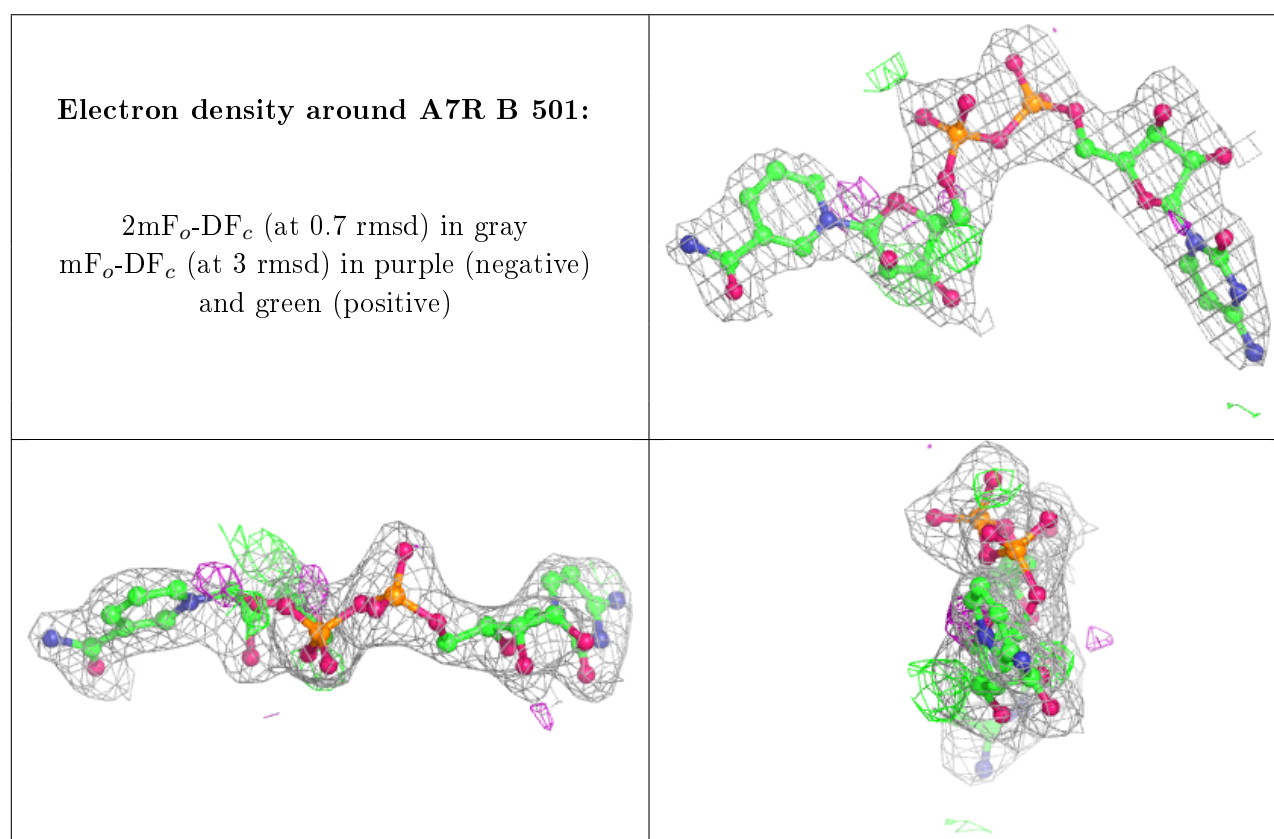 Electron density around A7R B 501:
2mFo-DFc (at 0.7 rmsd) in gray
mFo-DFc (at 3 rmsd) in purple (negative)
and green (positive)